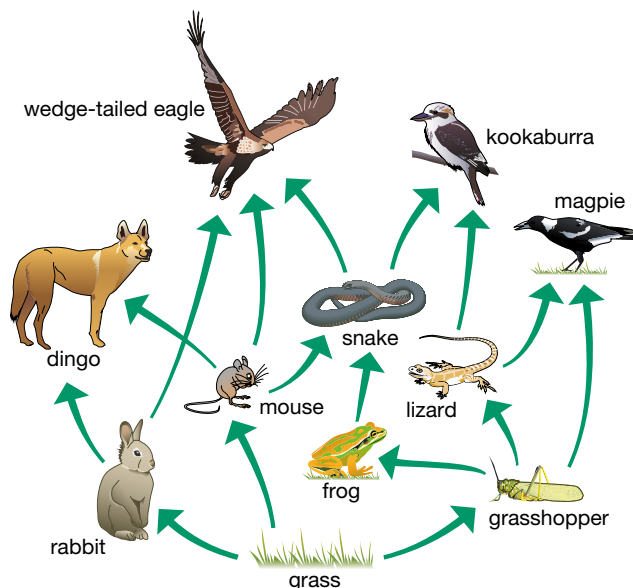 wedge-tailed eagle
kookaburra
magpie
snake
dingo
mouse
lizard
frog
grasshopper
rabbit
grass